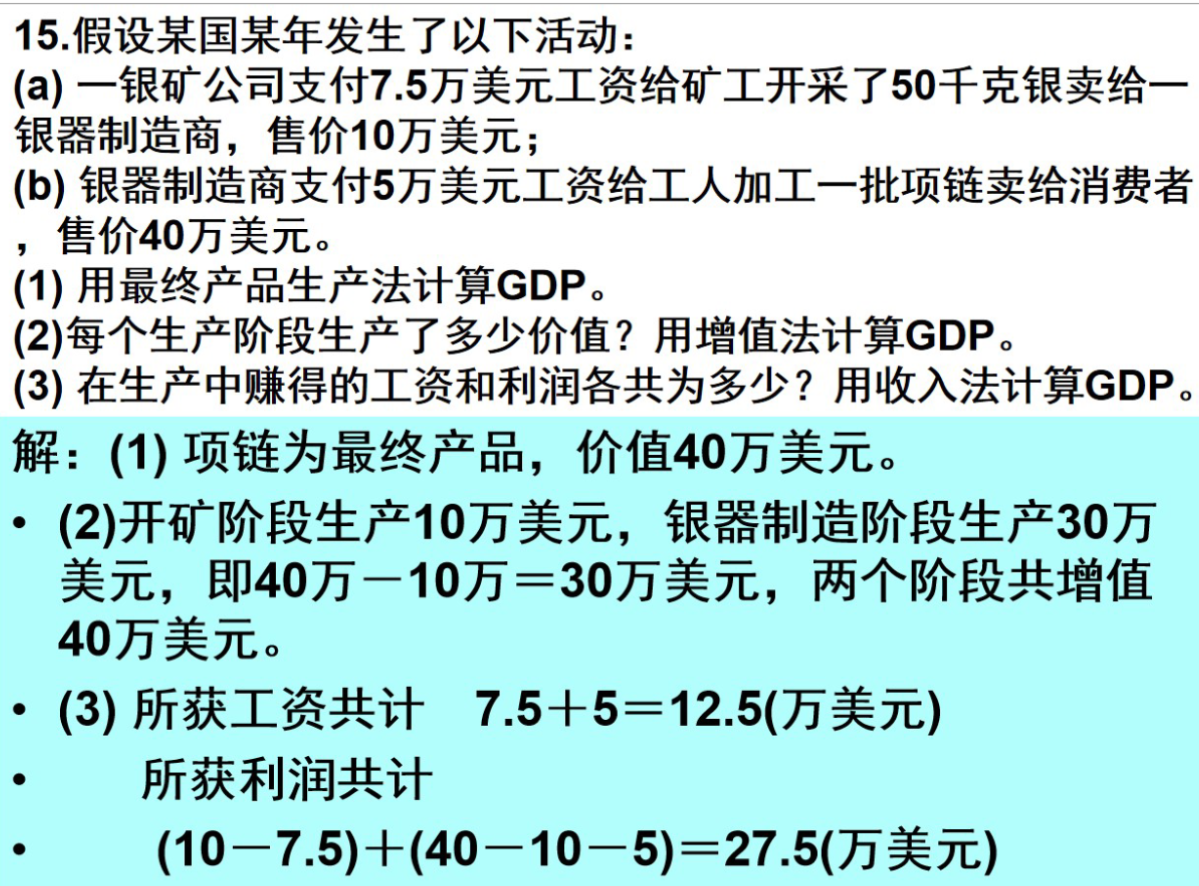 15.假设某国某年发生了以下活动：
(a) 一银矿公司支付7.5万美元工资给矿工开采了50千克银卖给一
银器制造商，售价10万美元；
(b) 银器制造商支付5万美元工资给工人加工一批项链卖给消费者
，售价40万美元。
(1) 用最终产品生产法计算GDP。
(2)每个生产阶段生产了多少价值？用增值法计算GDP。
(3) 在生产中赚得的工资和利润各共为多少？用收入法计算GDP。
解：(1) 项链为最终产品，价值40万美元。
• (2)开矿阶段生产10万美元，银器制造阶段生产30万
美元，即40万－10万＝30万美元，两个阶段共增值
40万美元。
• (3) 所获工资共计 7.5＋5＝12.5(万美元)
• 所获利润共计
• (10－7.5)＋(40－10－5)＝27.5(万美元)